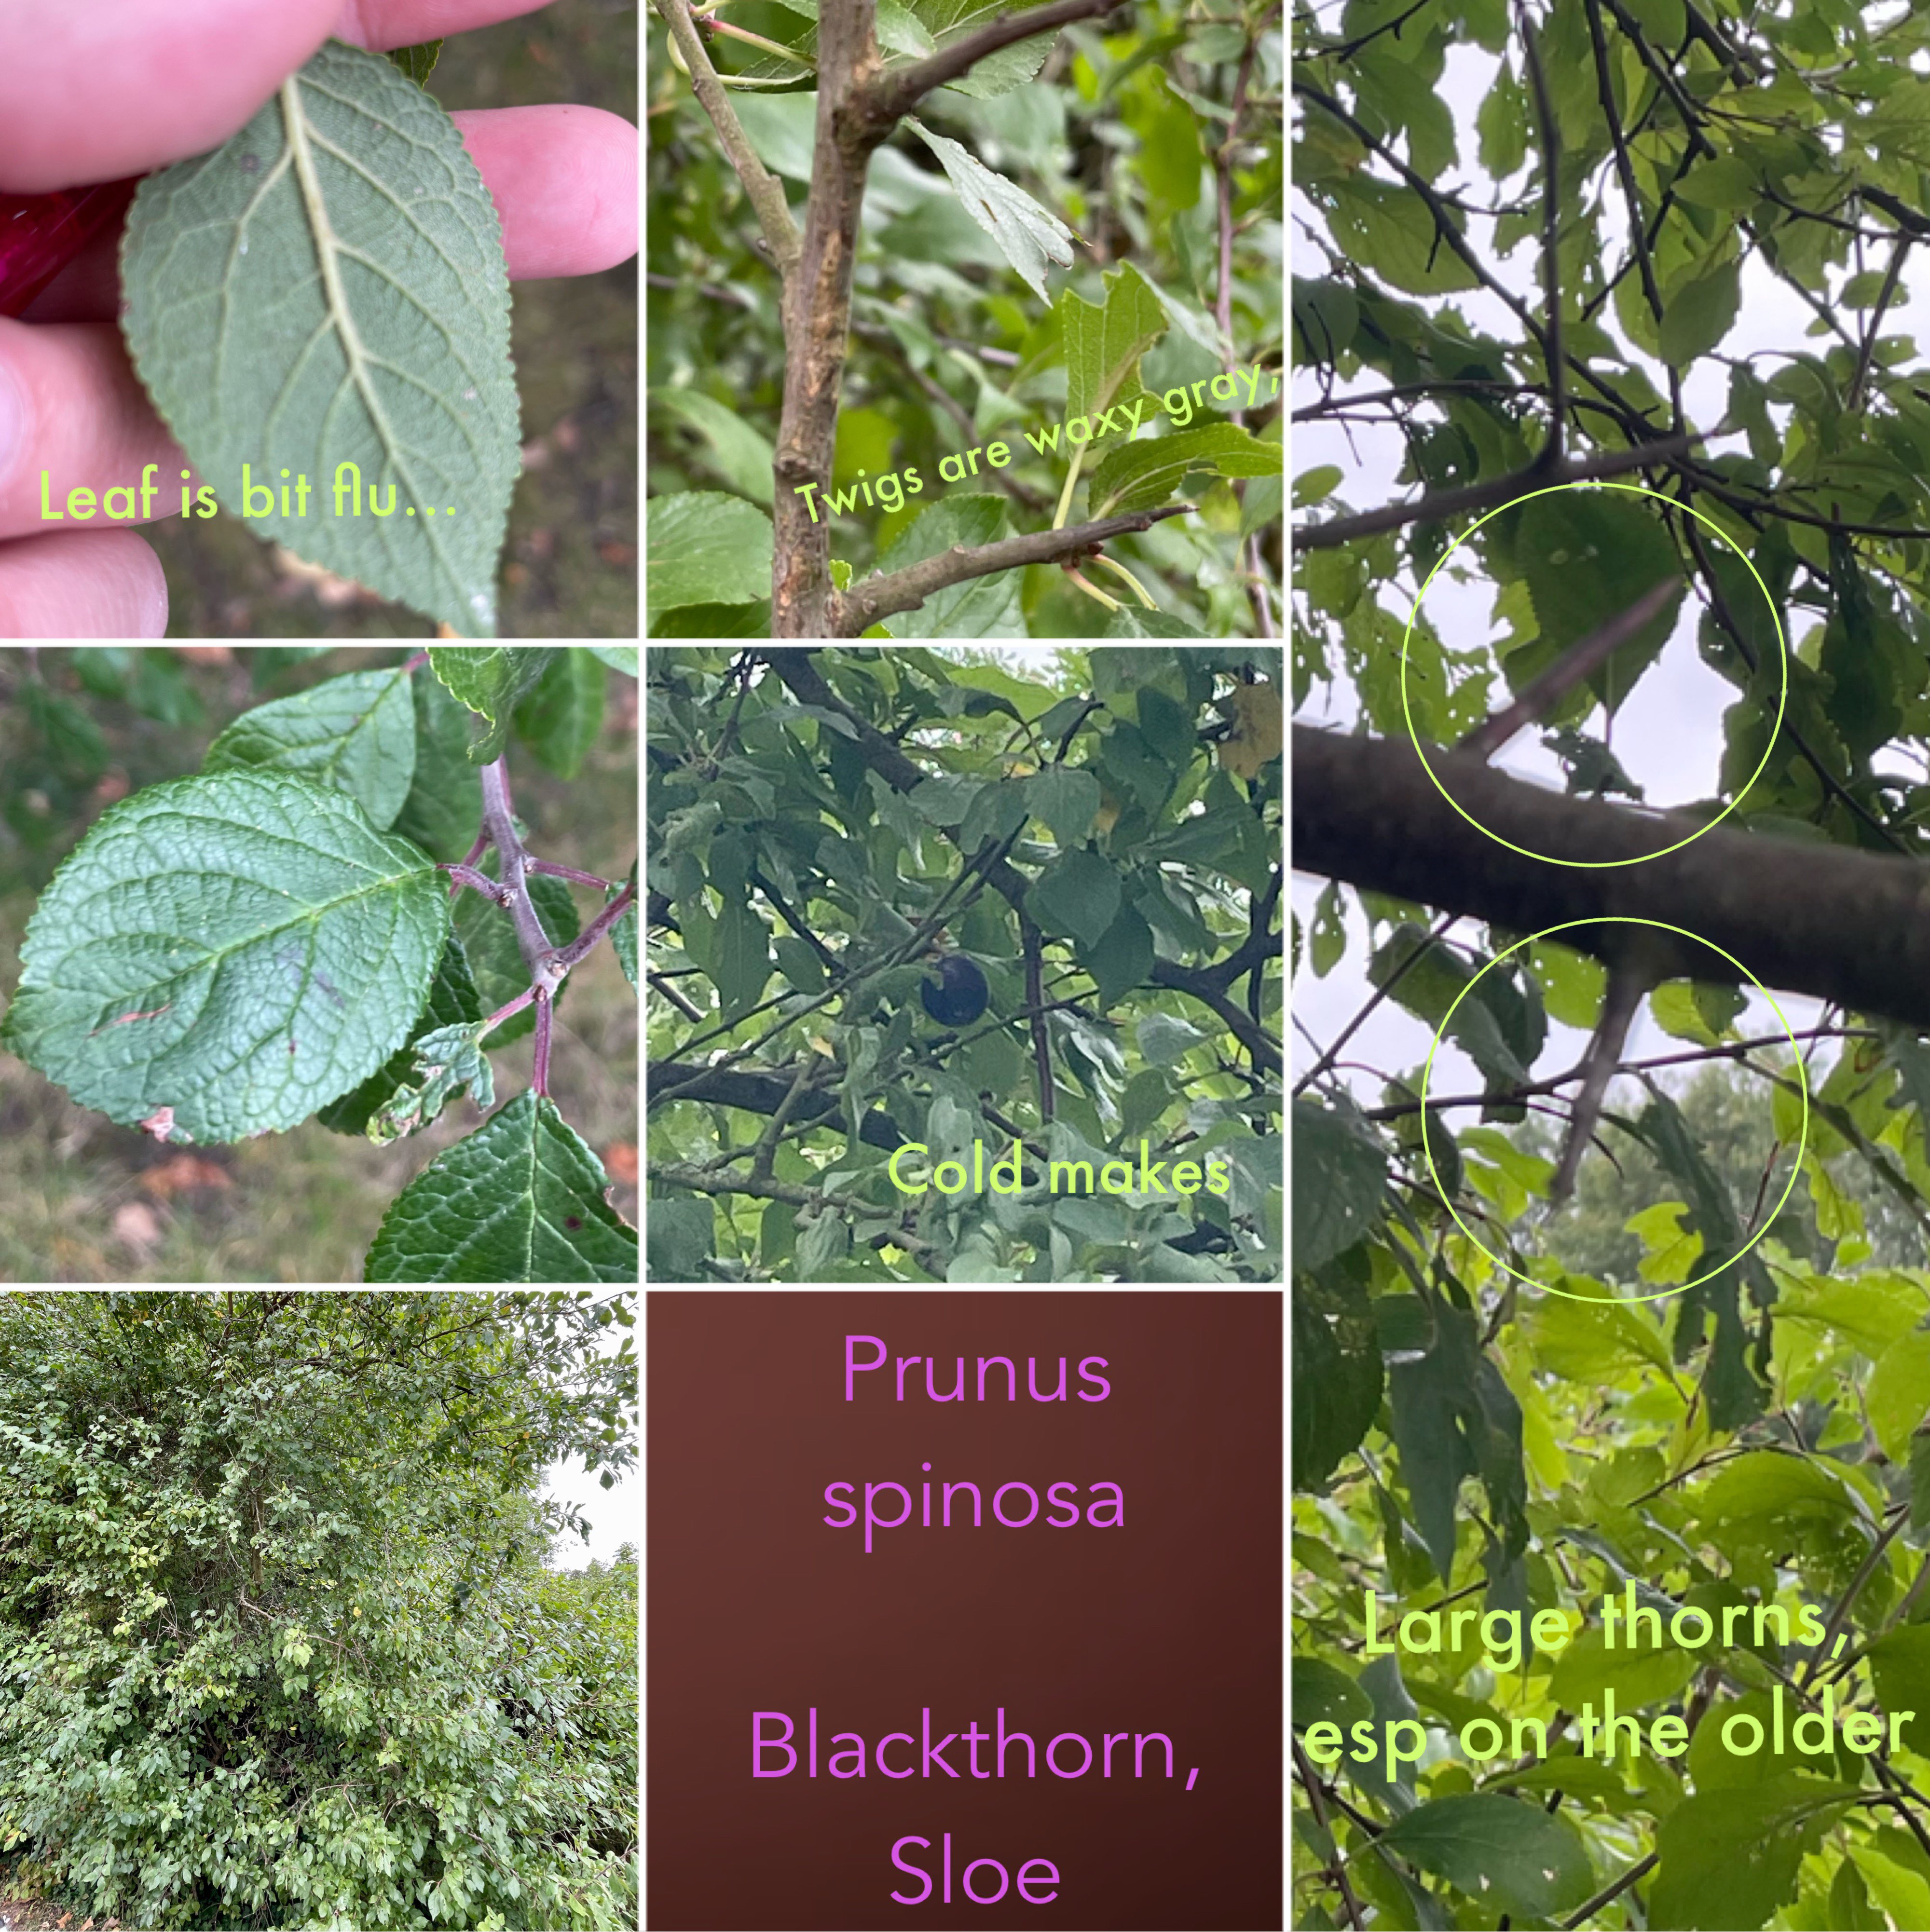 Leaf is bit flu...
Twigs are waxy gray,
Cold makes
Prunus
spinosa
Blackthorn,
Sloe
Large thorns,
esp on the older